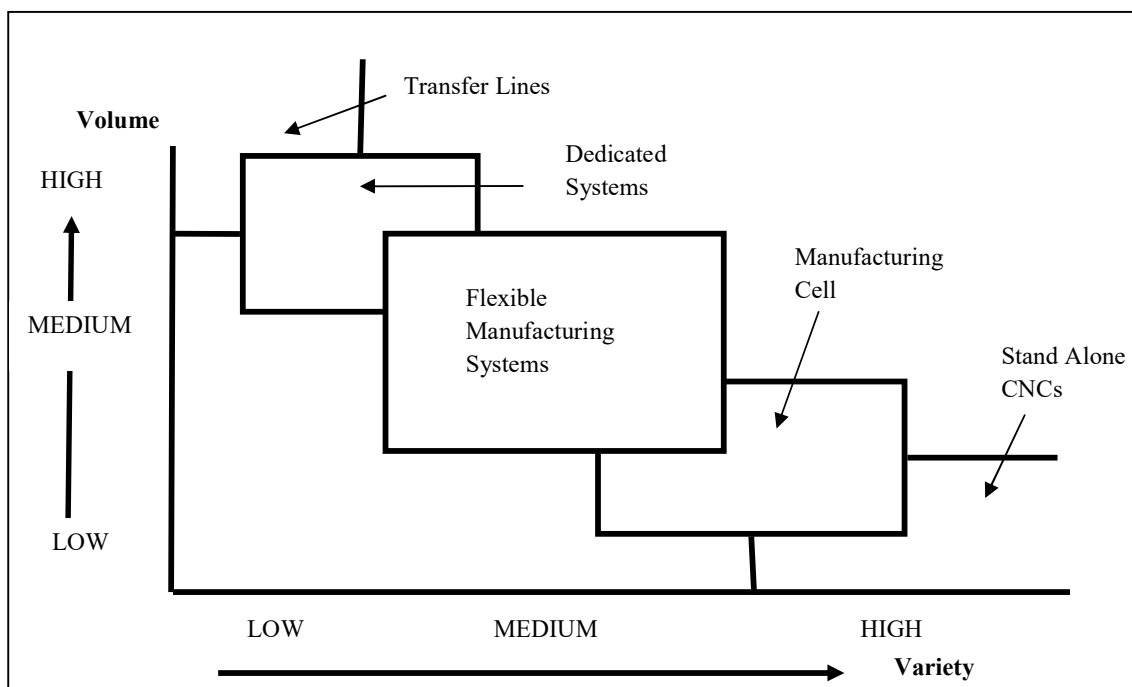 Transfer Lines
Volume
Dedicated
Systems
HIGH
Manufacturing
Cell
Flexible
Manufacturing
Systems
MEDIUM
Stand Alone
CNCs
LOW
LOW
MEDIUM
HIGH
Variety